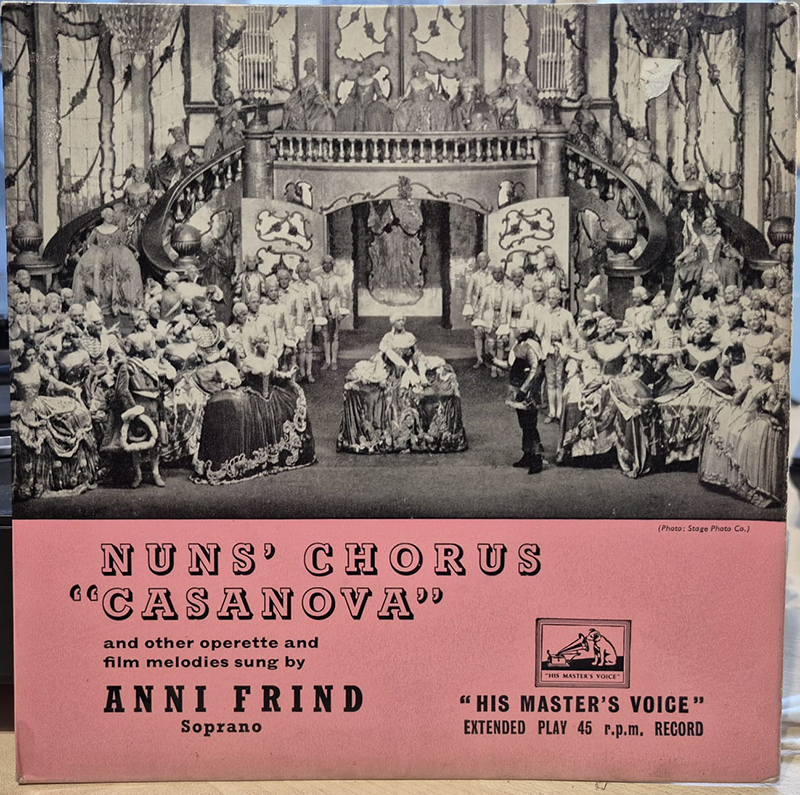 (Photo: Stage Photo Co.)
NUNS' CHORUS
"CASANOVA"
and other operette and
film melodies sung by
ANNI FRIND
Soprano
"HIS MASTER'S VOICE"
"HIS MASTER'S VOICE"
EXTENDED PLAY 45 r.p.m. RECORD